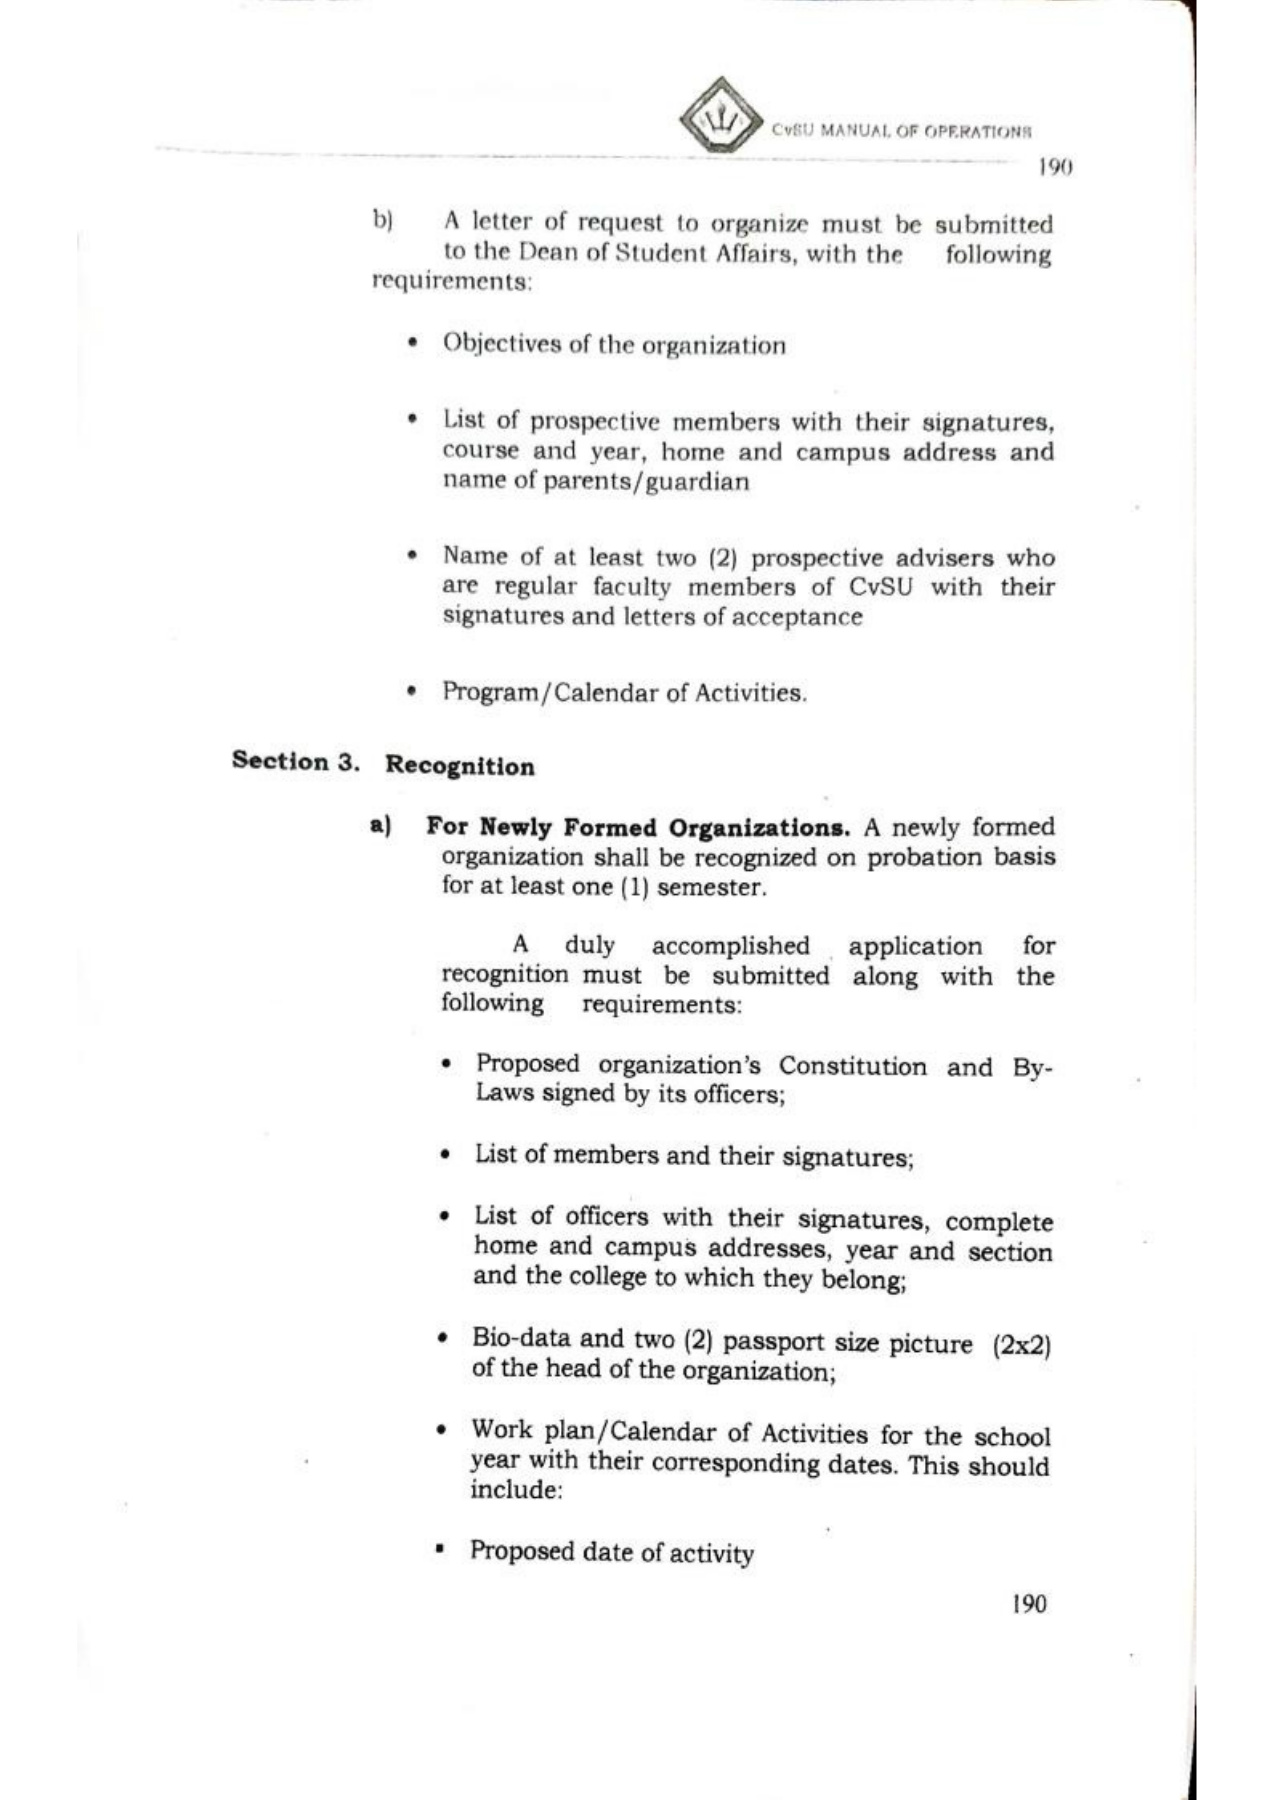 CvSU MANUAL OF OPERATIONS
190
b) A letter of request to organize must be submitted
to the Dean of Student Affairs, with the following
requirements:
• Objectives of the organization
• List of prospective members with their signatures,
course and year, home and campus address and
name of parents/guardian
• Name of at least two (2) prospective advisers who
are regular faculty members of CvSU with their
signatures and letters of acceptance
• Program/Calendar of Activities.
Section 3. Recognition
a) For Newly Formed Organizations. A newly formed
organization shall be recognized on probation basis
for at least one (1) semester.
A duly accomplished application for
recognition must be submitted along with the
following requirements:
• Proposed organization's Constitution and By-
Laws signed by its officers;
• List of members and their signatures;
• List of officers with their signatures, complete
home and campus addresses, year and section
and the college to which they belong;
• Bio-data and two (2) passport size picture (2x2)
of the head of the organization;
• Work plan/Calendar of Activities for the school
year with their corresponding dates. This should
include:
▪ Proposed date of activity
190